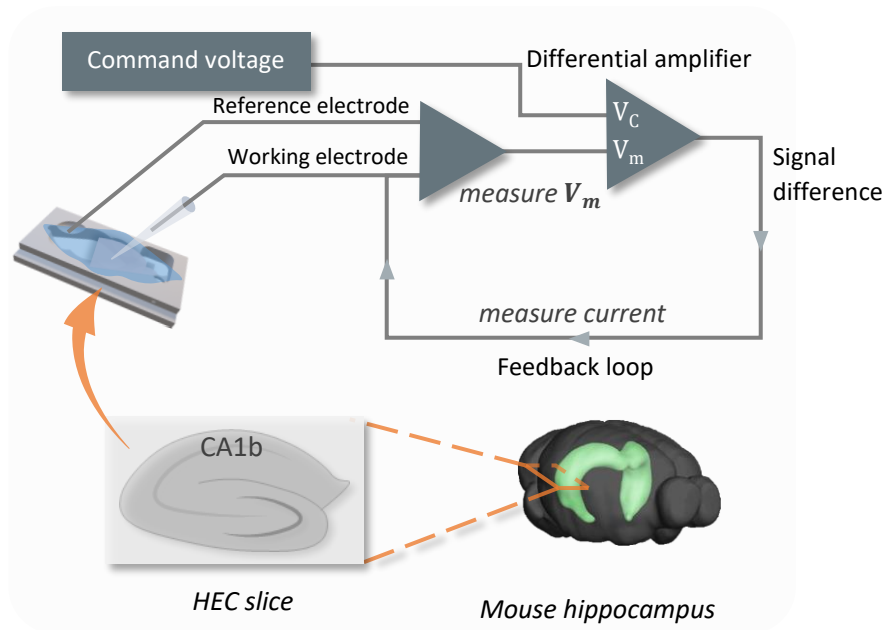 Command voltage
Differential amplifier
Reference electrode
V_C
Working electrode
V_m
measure V_m
Signal
difference
measure current
Feedback loop
CA1b
HEC slice
Mouse hippocampus